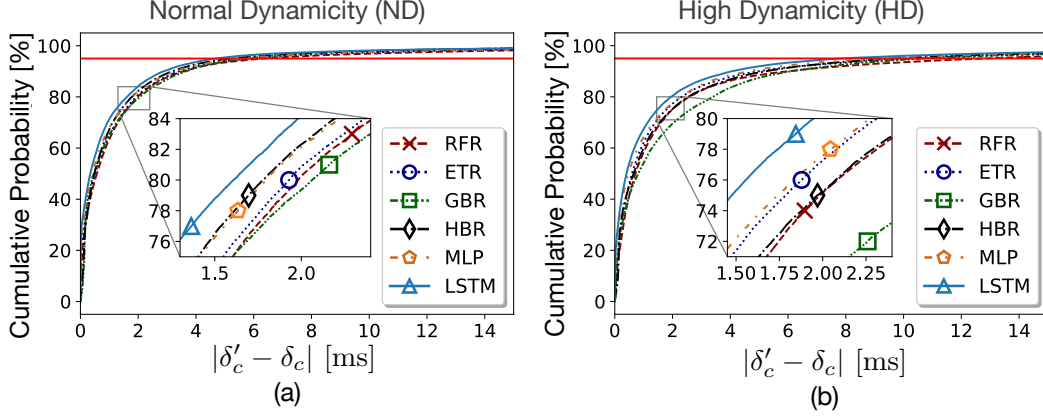 Normal Dynamicity (ND)
Cumulative Probability [%]
100
80
60
40
20
0
84
82
80
78
76
1.5
2.0
RFR
ETR
GBR
HBR
MLP
LSTM
0 2 4 6 8 10 12 14
|δ′c − δc| [ms]
(a)
High Dynamicity (HD)
Cumulative Probability [%]
100
80
60
40
20
0
80
78
76
74
72
1.50 1.75 2.00 2.25
RFR
ETR
GBR
HBR
MLP
LSTM
0 2 4 6 8 10 12 14
|δ′c − δc| [ms]
(b)